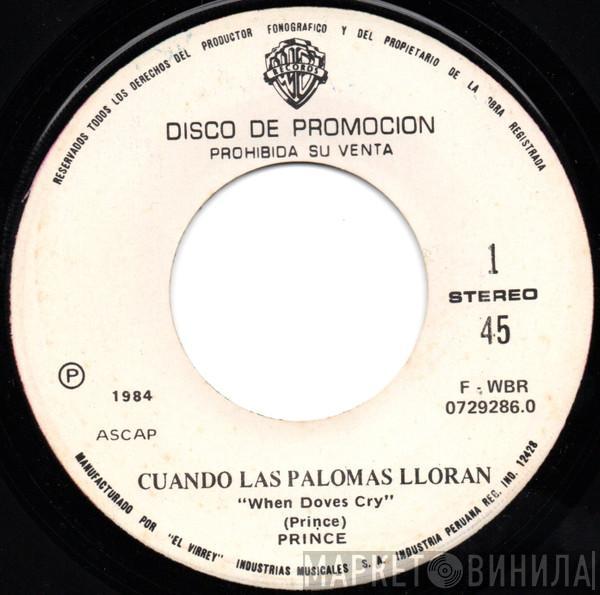 RESERVADOS TODOS LOS DERECHOS DEL PRODUCTOR FONOGRAFICO Y DEL PROPIETARIO DE LA OBRA REGISTRADA
RECORDS
DISCO DE PROMOCION
PROHIBIDA SU VENTA
1
STEREO
45
P
1984
F - WBR
0729286.0
ASCAP
CUANDO LAS PALOMAS LLORAN
"When Doves Cry"
(Prince)
PRINCE
MANUFACTURADO POR "EL VIRREY" INDUSTRIAS MUSICALES S. A. INDUSTRIA PERUANA REG. IND. 12428
МАРКЕТ ВИНИЛА